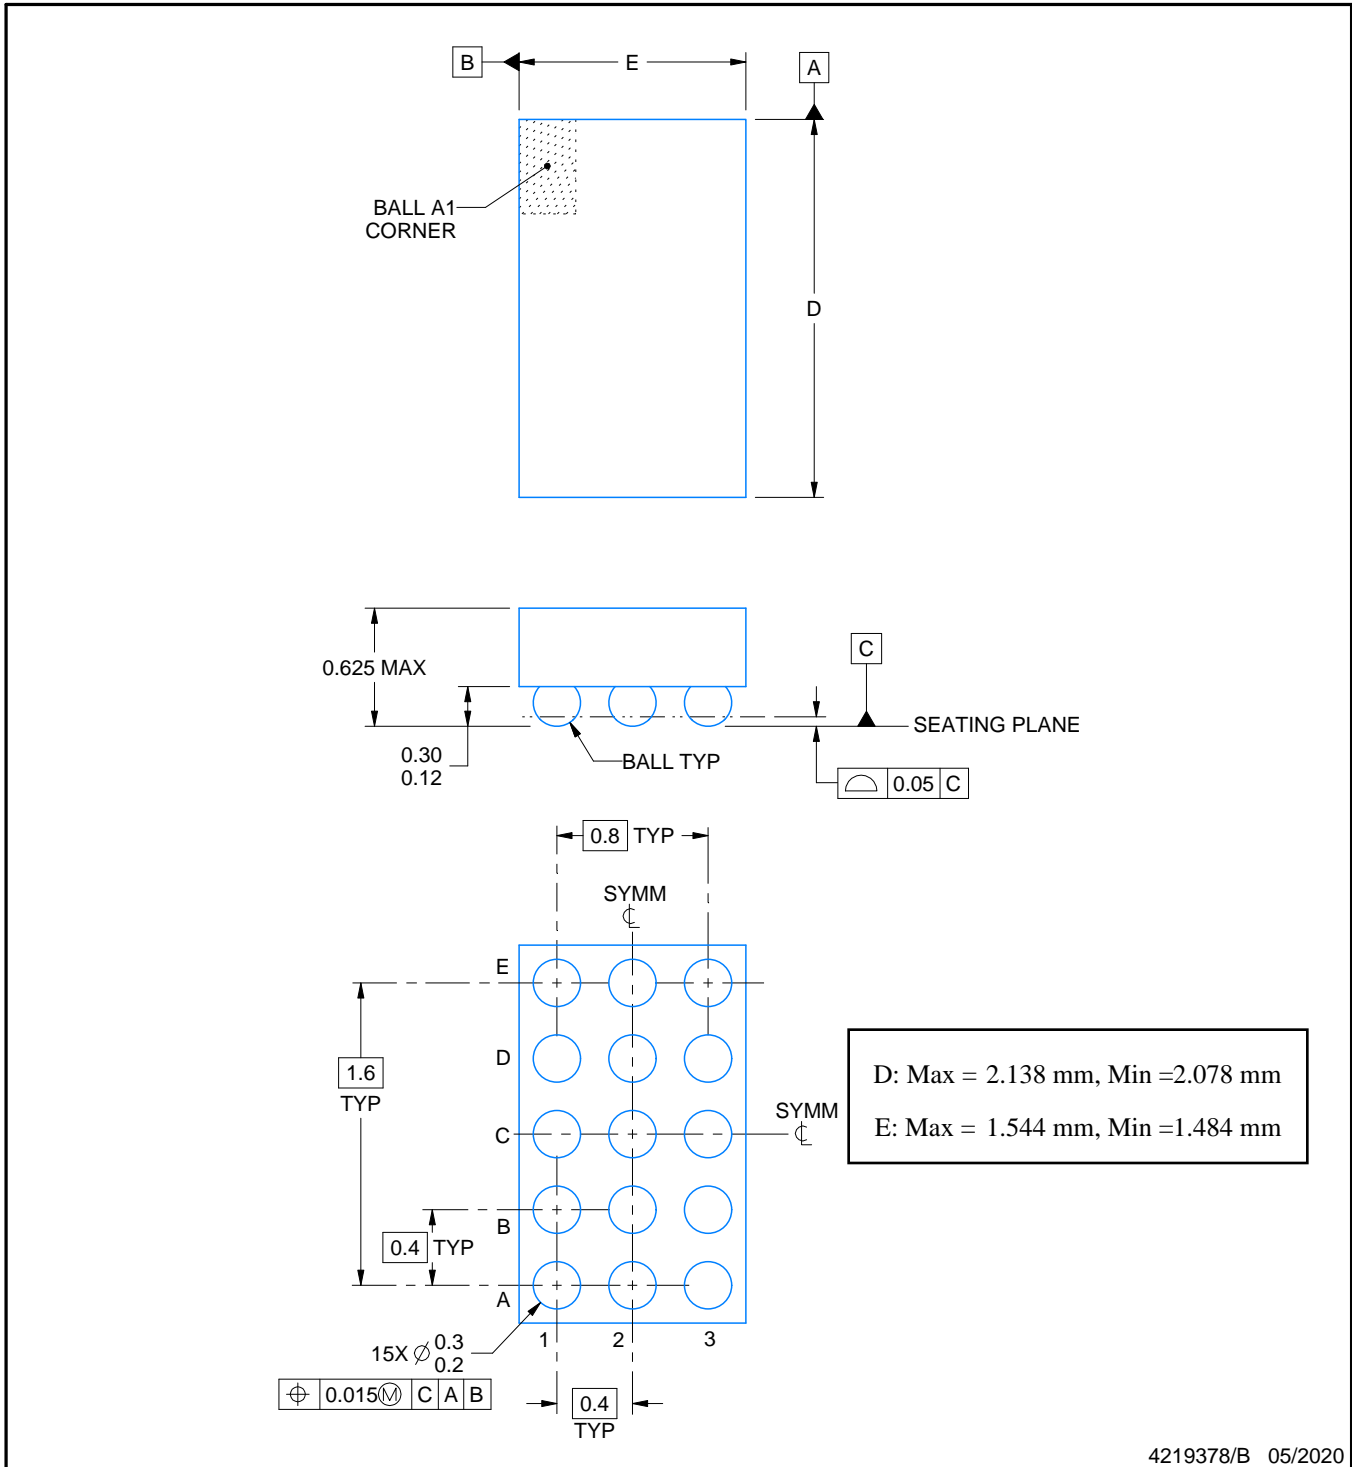 B
E
A
BALL A1
CORNER
D
0.625 MAX
C
SEATING PLANE
0.30
0.12
BALL TYP
0.05 C
0.8 TYP
SYMM
℄
E
D
1.6
TYP
D: Max = 2.138 mm, Min =2.078 mm
E: Max = 1.544 mm, Min =1.484 mm
SYMM
℄
C
B
0.4 TYP
A
1 2 3
15X ⌀ 0.3
0.2
⌖ 0.015Ⓜ C A B
0.4
TYP
4219378/B 05/2020